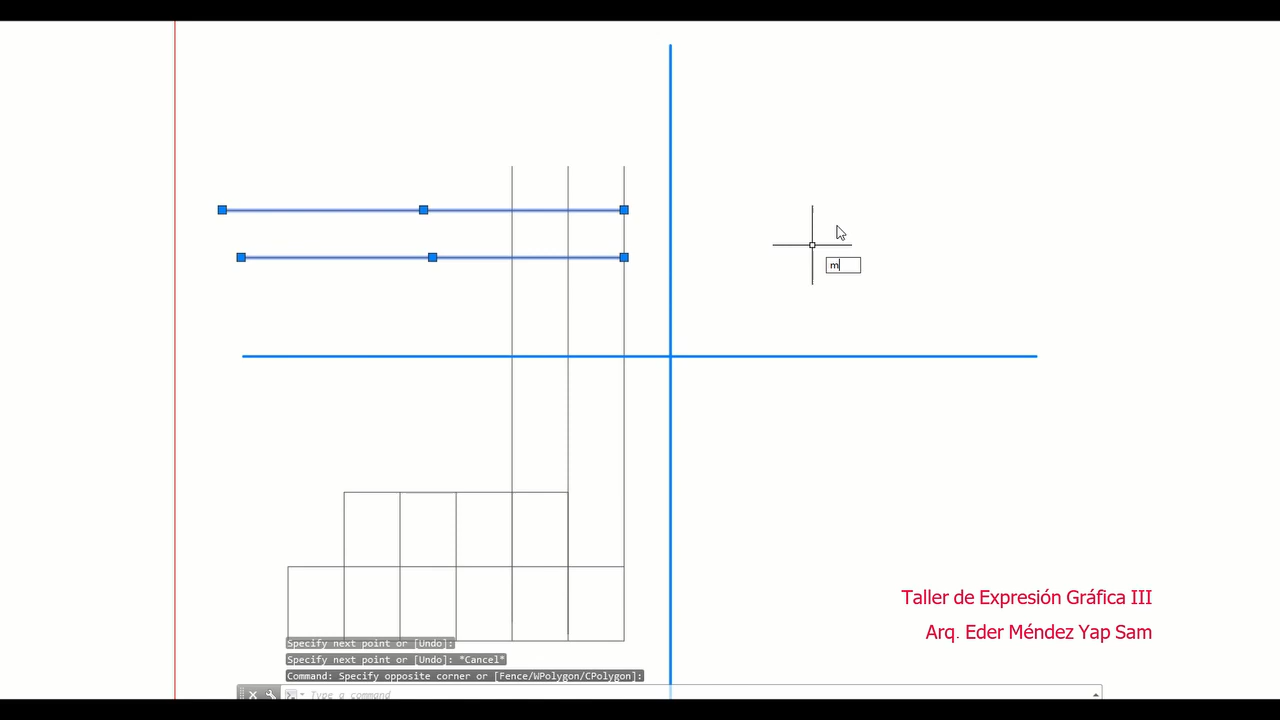 m
Taller de Expresión Gráfica III
Arq. Eder Méndez Yap Sam
Specify next point or [Undo]:
Specify next point or [Undo]: *Cancel*
Command: Specify opposite corner or [Fence/WPolygon/CPolygon]:
Type a command